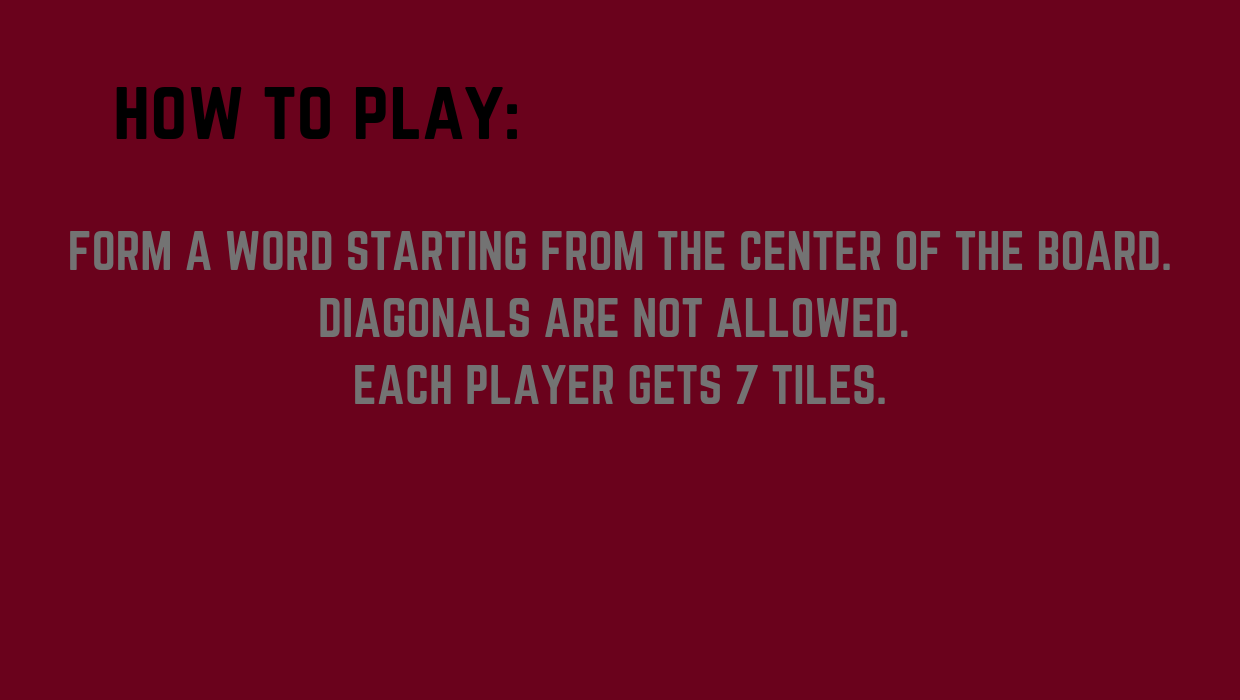 HOW TO PLAY:
FORM A WORD STARTING FROM THE CENTER OF THE BOARD.
DIAGONALS ARE NOT ALLOWED.
EACH PLAYER GETS 7 TILES.